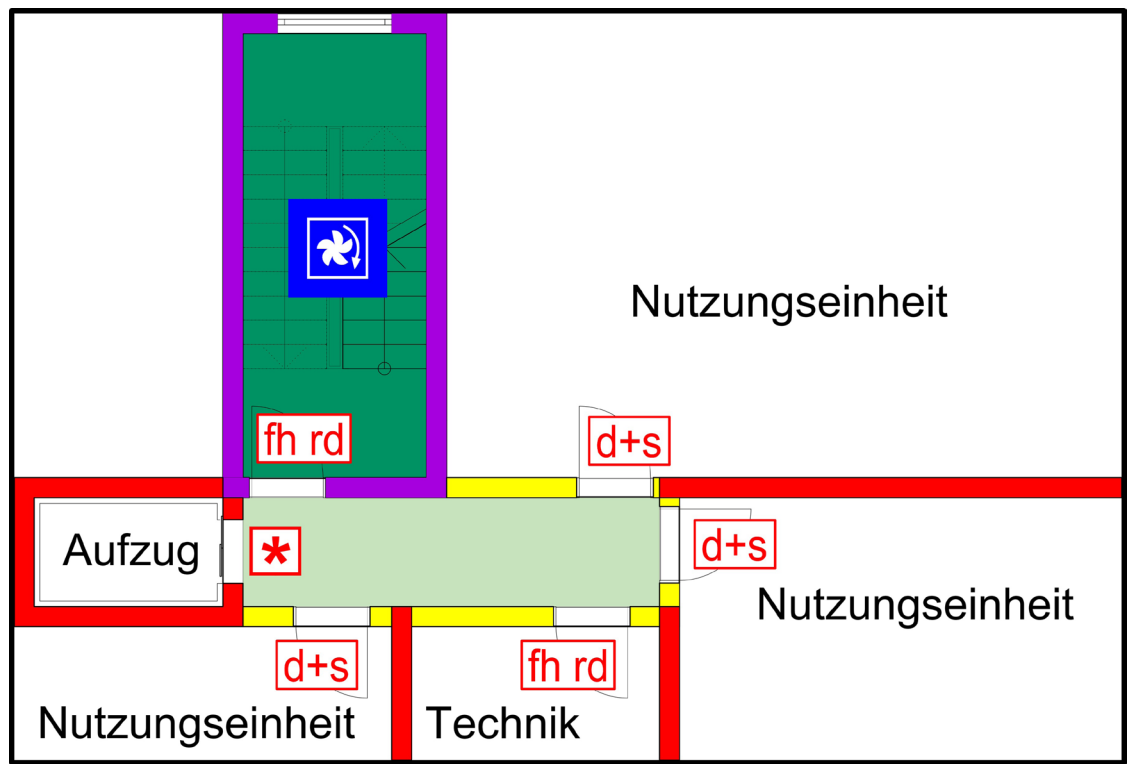 Nutzungseinheit
fh rd
d+s
Aufzug
*
d+s
Nutzungseinheit
d+s
fh rd
Nutzungseinheit
Technik